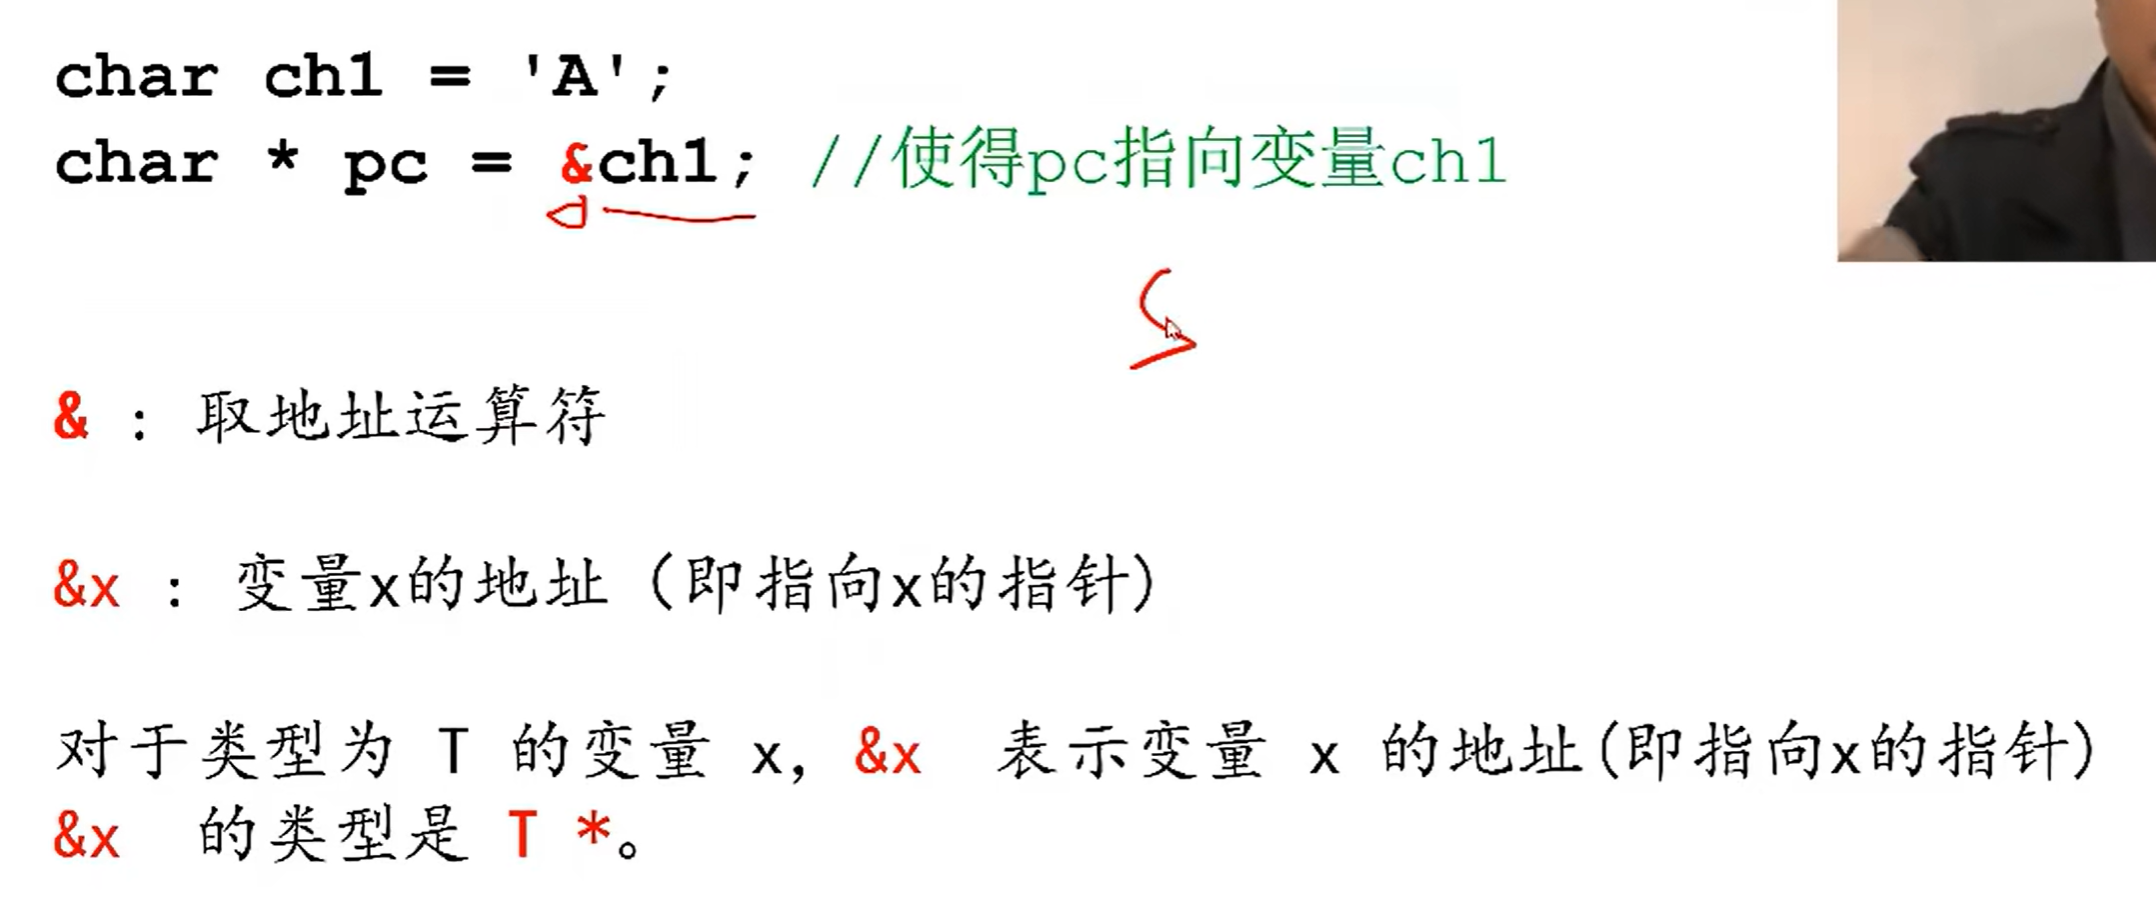 char ch1 = 'A';
char * pc = &ch1; //使得pc指向变量ch1
& : 取地址运算符
&x : 变量x的地址（即指向x的指针）
对于类型为 T 的变量 x, &x 表示变量 x 的地址(即指向x的指针)
&x 的类型是 T *。